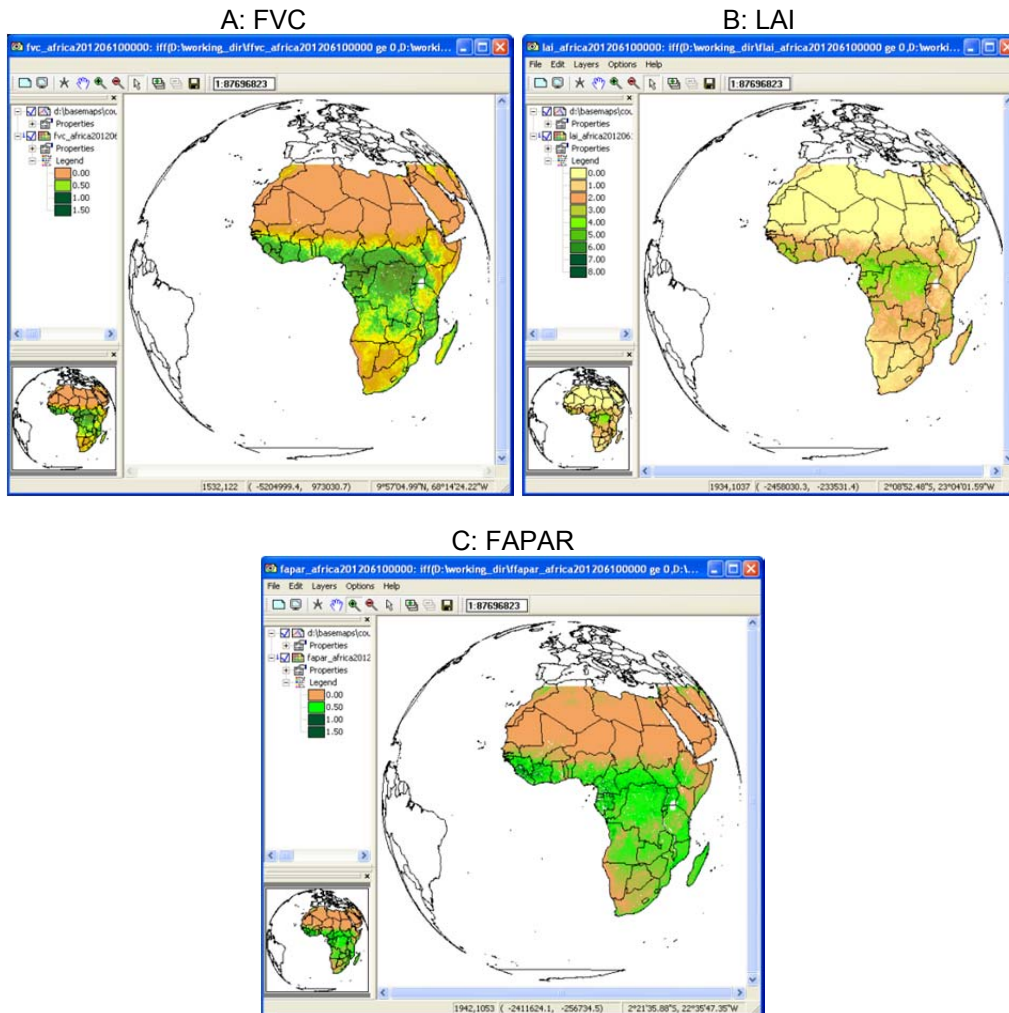 A: FVC
fvc_africa201206100000: iff(D:\working_dir\ffvc_africa201206100000 ge 0,D:\worki...
1:87696823
d:\basemaps\cou
Properties
fvc_africa20120
Properties
Legend
0.00
0.50
1.00
1.50
1532,122 ( -5204999.4, 973030.7) 9°57'04.99"N, 68°14'24.22"W
B: LAI
lai_africa201206100000: iff(D:\working_dir\flai_africa201206100000 ge 0,D:\worki...
File Edit Layers Options Help
1:87696823
d:\basemaps\cou
Properties
lai_africa201206
Properties
Legend
0.00
1.00
2.00
3.00
4.00
5.00
6.00
7.00
8.00
1934,1037 ( -2458030.3, -233531.4) 2°08'52.48"S, 23°04'01.59"W
C: FAPAR
fapar_africa201206100000: iff(D:\working_dir\ffapar_africa201206100000 ge 0,D:\...
File Edit Layers Options Help
1:87696823
d:\basemaps\cou
Properties
fapar_africa2012
Properties
Legend
0.00
0.50
1.00
1.50
1942,1053 ( -2411624.1, -256734.5) 2°21'35.88"S, 22°35'47.35"W